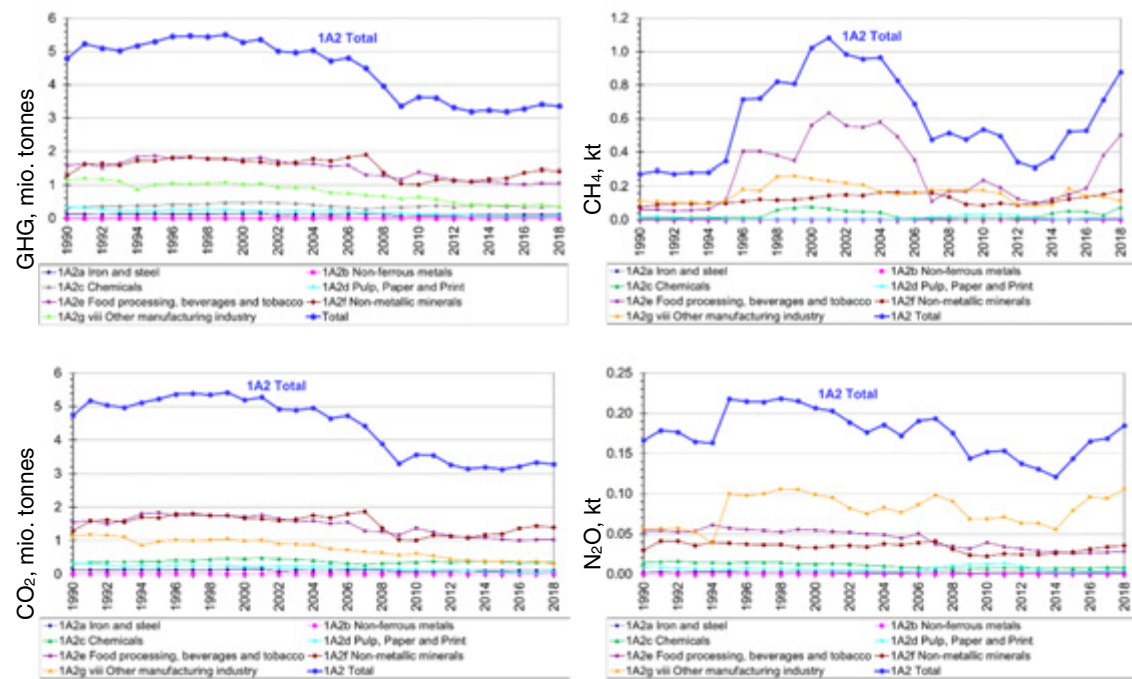 GHG, mio. tonnes
6
5
4
3
2
1
0
1A2 Total
1990 1992 1994 1996 1998 2000 2002 2004 2006 2008 2010 2012 2014 2016 2018
1A2a Iron and steel 1A2b Non-ferrous metals
1A2c Chemicals 1A2d Pulp, Paper and Print
1A2e Food processing, beverages and tobacco 1A2f Non-metallic minerals
1A2g viii Other manufacturing industry Total
CH4, kt
1.2
1.0
0.8
0.6
0.4
0.2
0.0
1A2 Total
1990 1992 1994 1996 1998 2000 2002 2004 2006 2008 2010 2012 2014 2016 2018
1A2a Iron and steel 1A2b Non-ferrous metals
1A2c Chemicals 1A2d Pulp, Paper and Print
1A2e Food processing, beverages and tobacco 1A2f Non-metallic minerals
1A2g viii Other manufacturing industry 1A2 Total
CO2, mio. tonnes
6
5
4
3
2
1
0
1A2 Total
1990 1992 1994 1996 1998 2000 2002 2004 2006 2008 2010 2012 2014 2016 2018
1A2a Iron and steel 1A2b Non-ferrous metals
1A2c Chemicals 1A2d Pulp, Paper and Print
1A2e Food processing, beverages and tobacco 1A2f Non-metallic minerals
1A2g viii Other manufacturing industry 1A2 Total
N2O, kt
0.25
0.20
0.15
0.10
0.05
0.00
1A2 Total
1990 1992 1994 1996 1998 2000 2002 2004 2006 2008 2010 2012 2014 2016 2018
1A2a Iron and steel 1A2b Non-ferrous metals
1A2c Chemicals 1A2d Pulp, Paper and Print
1A2e Food processing, beverages and tobacco 1A2f Non-metallic minerals
1A2g viii Other manufacturing industry 1A2 Total